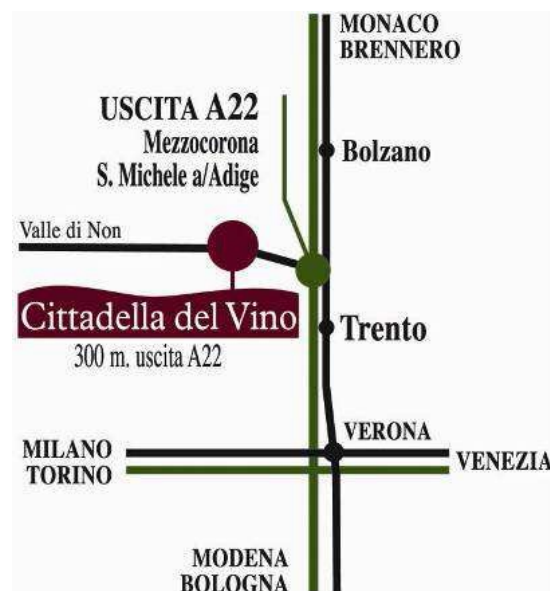 MONACO
BRENNERO
USCITA A22
Mezzocorona
S. Michele a/Adige
Bolzano
Valle di Non
Cittadella del Vino
300 m. uscita A22
Trento
VERONA
MILANO
TORINO
VENEZIA
MODENA
BOLOGNA